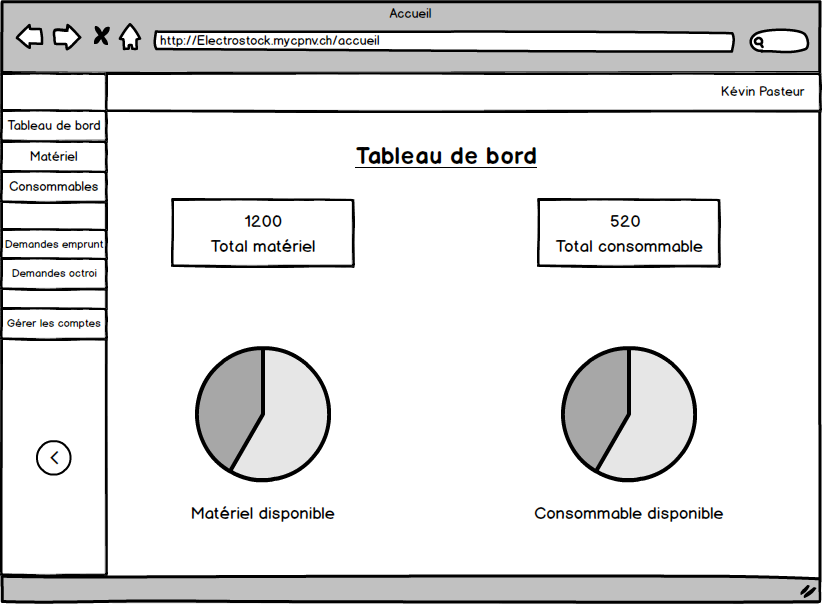 Accueil
http://Electrostock.mycpnv.ch/accueil
Kévin Pasteur
Tableau de bord
Matériel
Consommables
Demandes emprunt
Demandes octroi
Gérer les comptes
Tableau de bord
1200
Total matériel
520
Total consommable
Matériel disponible
Consommable disponible